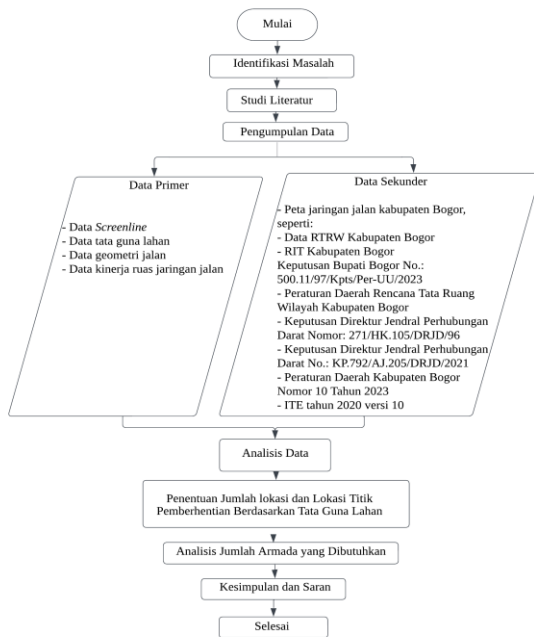 Mulai
Identifikasi Masalah
Studi Literatur
Pengumpulan Data
Data Primer
- Data Screenline
- Data tata guna lahan
- Data geometri jalan
- Data kinerja ruas jaringan jalan
Data Sekunder
- Peta jaringan jalan kabupaten Bogor,
seperti:
- Data RTRW Kabupaten Bogor
- RIT Kabupaten Bogor
Keputusan Bupati Bogor No.:
500.11/97/Kpts/Per-UU/2023
- Peraturan Daerah Rencana Tata Ruang
Wilayah Kabupaten Bogor
- Keputusan Direktur Jendral Perhubungan
Darat Nomor: 271/HK.105/DRJD/96
- Keputusan Direktur Jendral Perhubungan
Darat No.: KP.792/AJ.205/DRJD/2021
- Peraturan Daerah Kabupaten Bogor
Nomor 10 Tahun 2023
- ITE tahun 2020 versi 10
Analisis Data
Penentuan Jumlah lokasi dan Lokasi Titik
Pemberhentian Berdasarkan Tata Guna Lahan
Analisis Jumlah Armada yang Dibutuhkan
Kesimpulan dan Saran
Selesai